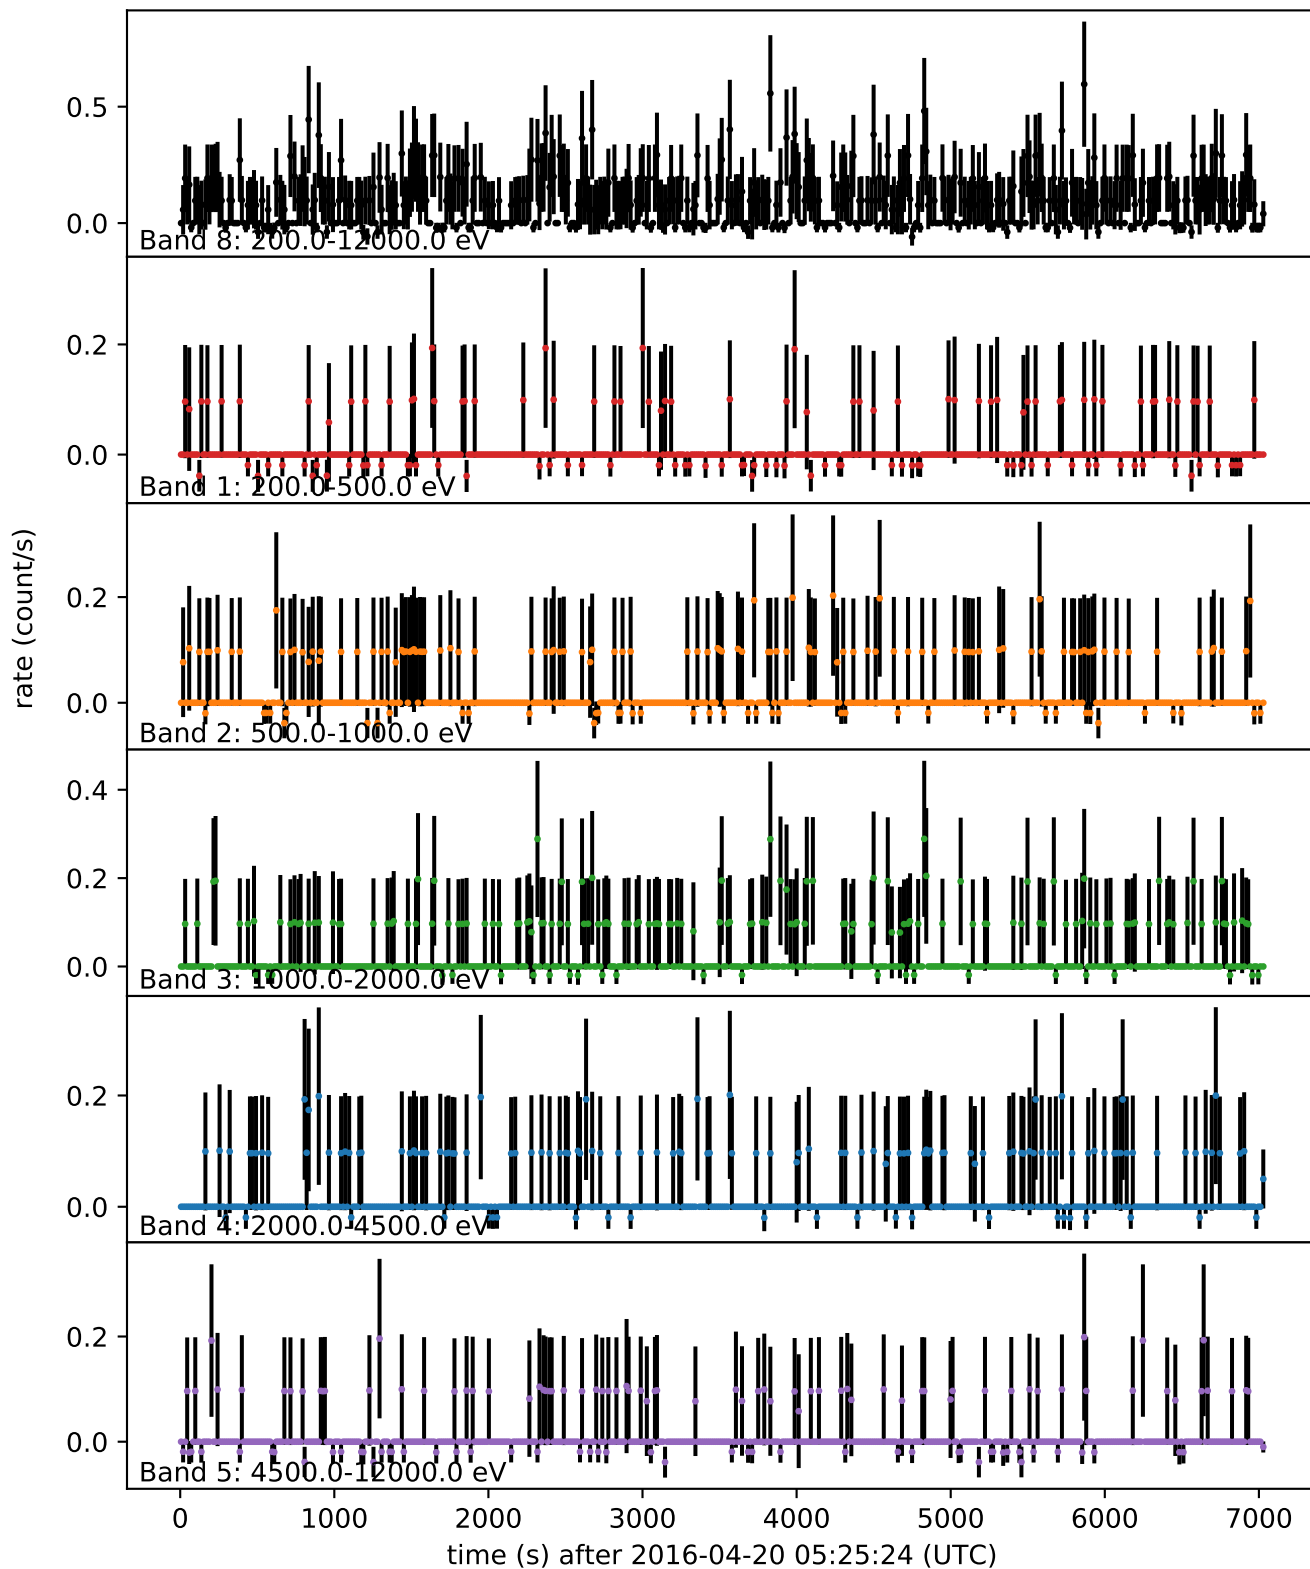 0.5
0.0
Band 8: 200.0-12000.0 eV
0.2
0.0
Band 1: 200.0-500.0 eV
0.2
0.0
Band 2: 500.0-1000.0 eV
rate (count/s)
0.4
0.2
0.0
Band 3: 1000.0-2000.0 eV
0.2
0.0
Band 4: 2000.0-4500.0 eV
0.2
0.0
Band 5: 4500.0-12000.0 eV
0 1000 2000 3000 4000 5000 6000 7000
time (s) after 2016-04-20 05:25:24 (UTC)